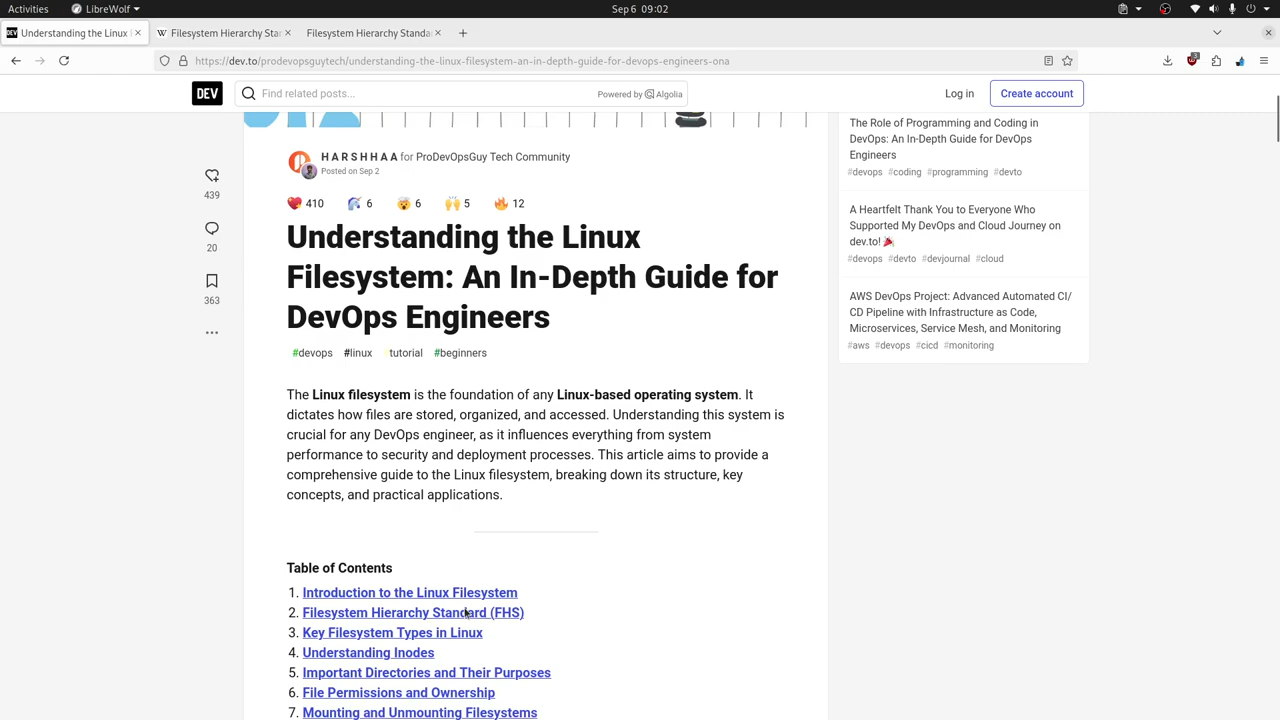 Activities LibreWolf Sep 6 09:02
Understanding the Linux Filesystem Hierarchy Star Filesystem Hierarchy Standa
https://dev.to/prodevopsguytech/understanding-the-linux-filesystem-an-in-depth-guide-for-devops-engineers-ona
DEV Find related posts... Powered by Algolia Log in Create account
HARSHHAA for ProDevOpsGuy Tech Community
Posted on Sep 2
439
20
363
410 6 6 5 12
Understanding the Linux
Filesystem: An In-Depth Guide for
DevOps Engineers
#devops #linux tutorial #beginners
The Linux filesystem is the foundation of any Linux-based operating system. It
dictates how files are stored, organized, and accessed. Understanding this system is
crucial for any DevOps engineer, as it influences everything from system
performance to security and deployment processes. This article aims to provide a
comprehensive guide to the Linux filesystem, breaking down its structure, key
concepts, and practical applications.
Table of Contents
1. Introduction to the Linux Filesystem
2. Filesystem Hierarchy Standard (FHS)
3. Key Filesystem Types in Linux
4. Understanding Inodes
5. Important Directories and Their Purposes
6. File Permissions and Ownership
7. Mounting and Unmounting Filesystems
The Role of Programming and Coding in
DevOps: An In-Depth Guide for DevOps
Engineers
#devops #coding #programming #devto
A Heartfelt Thank You to Everyone Who
Supported My DevOps and Cloud Journey on
dev.to! 🎉
#devops #devto #devjournal #cloud
AWS DevOps Project: Advanced Automated CI/
CD Pipeline with Infrastructure as Code,
Microservices, Service Mesh, and Monitoring
#aws #devops #cicd #monitoring